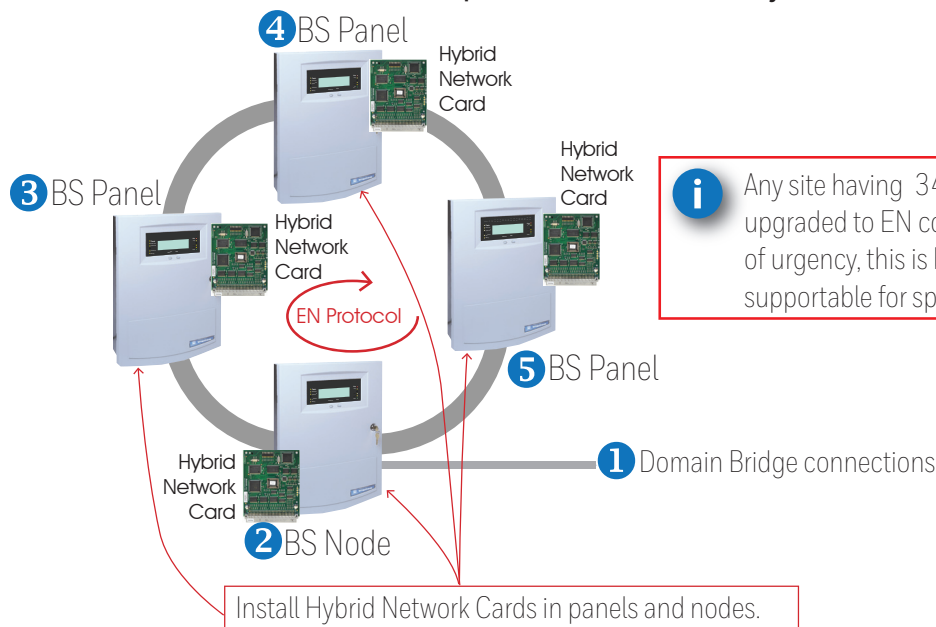 4 BS Panel
Hybrid
Network
Card
Hybrid
Network
Card
3 BS Panel
Hybrid
Network
Card
i
Any site having 34
upgraded to EN
of urgency, this is
supportable for
EN Protocol
5 BS Panel
1 Domain Bridge connections
Hybrid
Network
Card
2 BS Node
Install Hybrid Network Cards in panels and nodes.